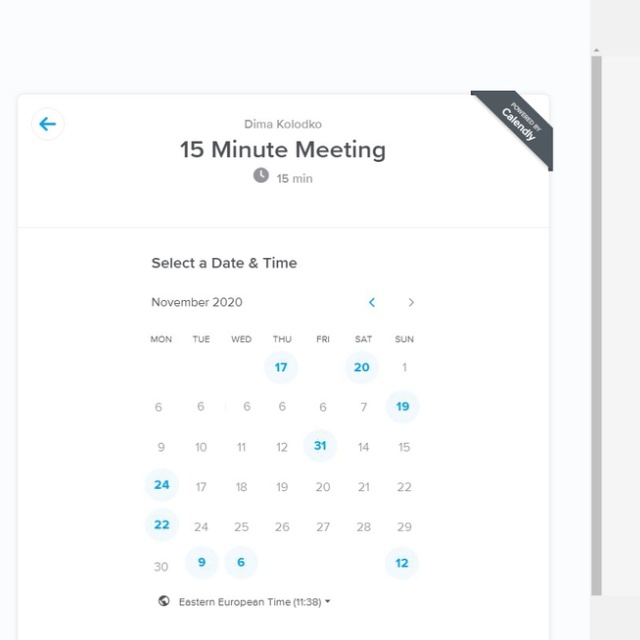 POWERED BY
Calendly
Dima Kolodko
15 Minute Meeting
15 min
Select a Date & Time
November 2020
MON TUE WED THU FRI SAT SUN
17 20 1
6 6 6 6 6 7 19
9 10 11 12 31 14 15
24 17 18 19 20 21 22
22 24 25 26 27 28 29
30 9 6 12
Eastern European Time (11:38)